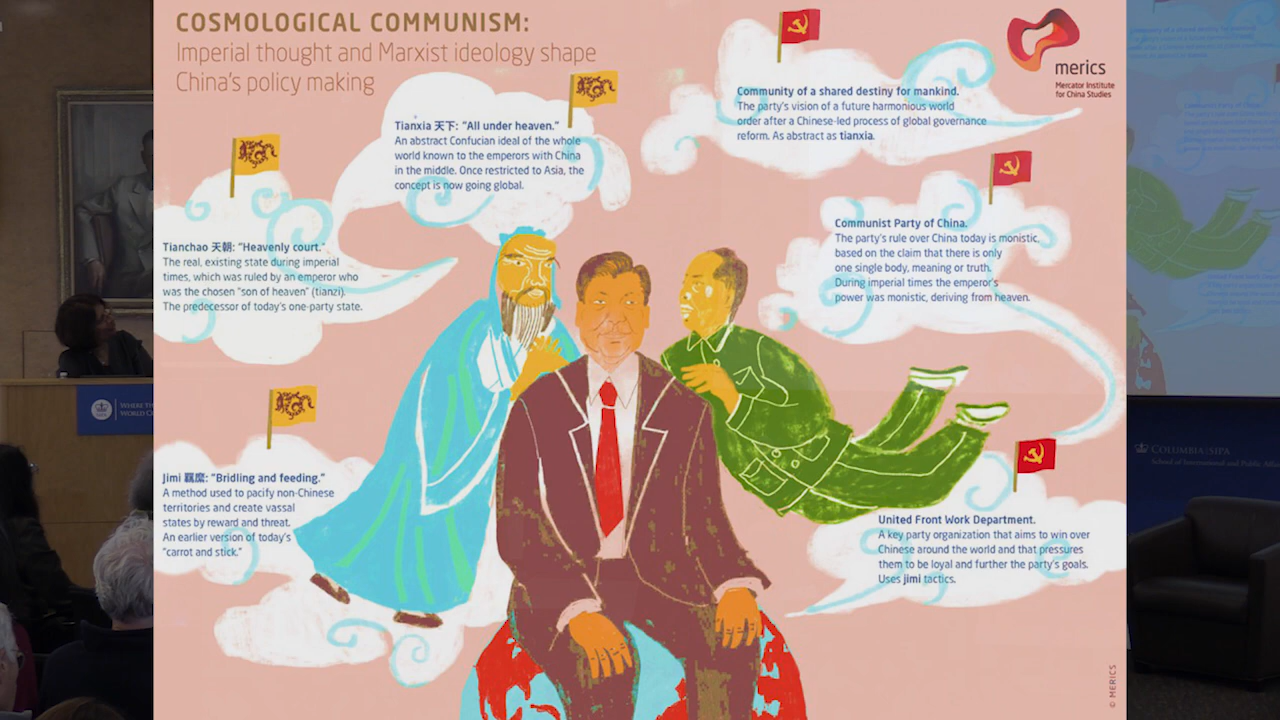 COSMOLOGICAL COMMUNISM:
Imperial thought and Marxist ideology shape
China's policy making
merics
Mercator Institute
for China Studies
Community of a shared destiny for mankind.
The party's vision of a future harmonious world
order after a Chinese-led process of global governance
reform. As abstract as tianxia.
Tianxia 天下: "All under heaven."
An abstract Confucian ideal of the whole
world known to the emperors with China
in the middle. Once restricted to Asia, the
concept is now going global.
Communist Party of China.
The party's rule over China today is monistic,
based on the claim that there is only
one single body, meaning or truth.
During imperial times the emperor's
power was monistic, deriving from heaven.
Tianchao 天朝: "Heavenly court."
The real, existing state during imperial
times, which was ruled by an emperor who
was the chosen "son of heaven" (tianzi).
The predecessor of today's one-party state.
Jimi 羈縻: "Bridling and feeding."
A method used to pacify non-Chinese
territories and create vassal
states by reward and threat.
An earlier version of today's
"carrot and stick."
United Front Work Department.
A key party organization that aims to win over
Chinese around the world and that pressures
them to be loyal and further the party's goals.
Uses jimi tactics.
© MERICS
WHERE
WORLD
COLUMBIA | SIPA
School of International and Public